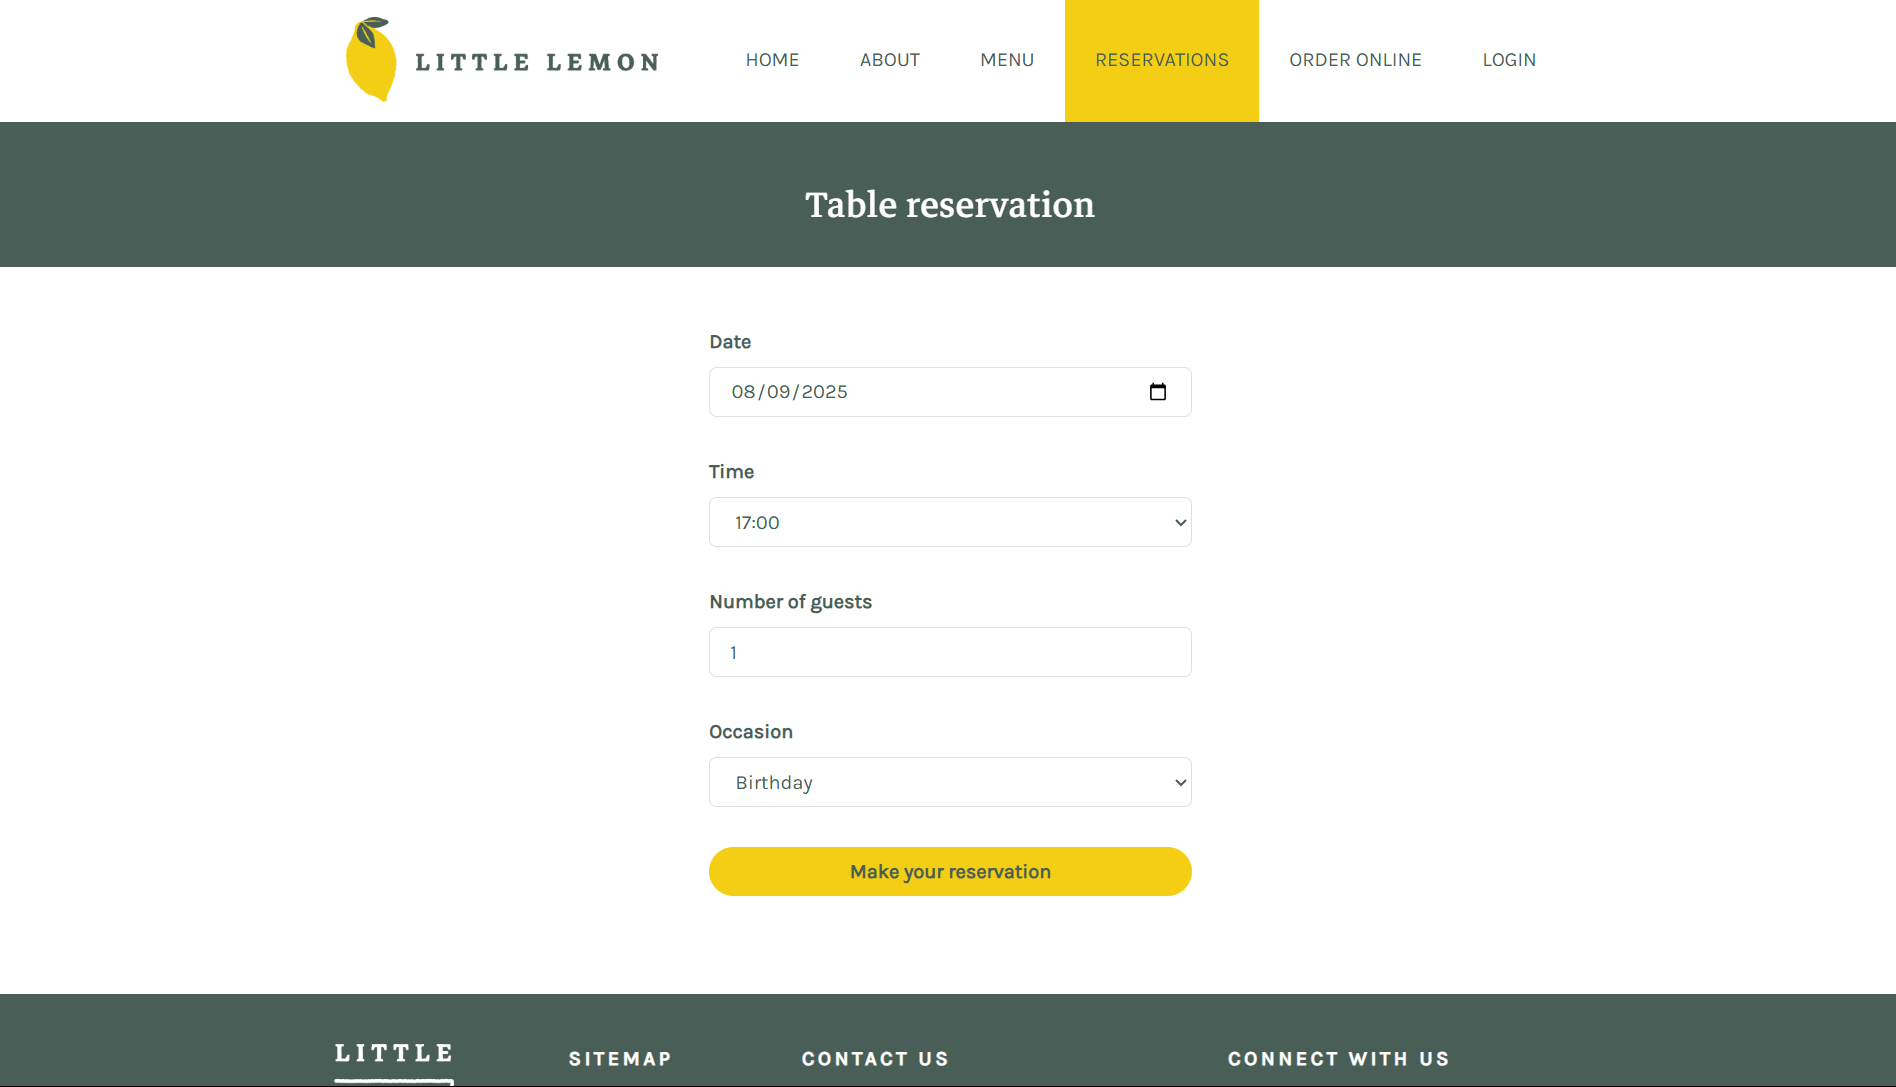 LITTLE LEMON
HOME ABOUT MENU RESERVATIONS ORDER ONLINE LOGIN
Table reservation
Date
08/09/2025
Time
17:00
Number of guests
1
Occasion
Birthday
Make your reservation
LITTLE
SITEMAP
CONTACT US
CONNECT WITH US